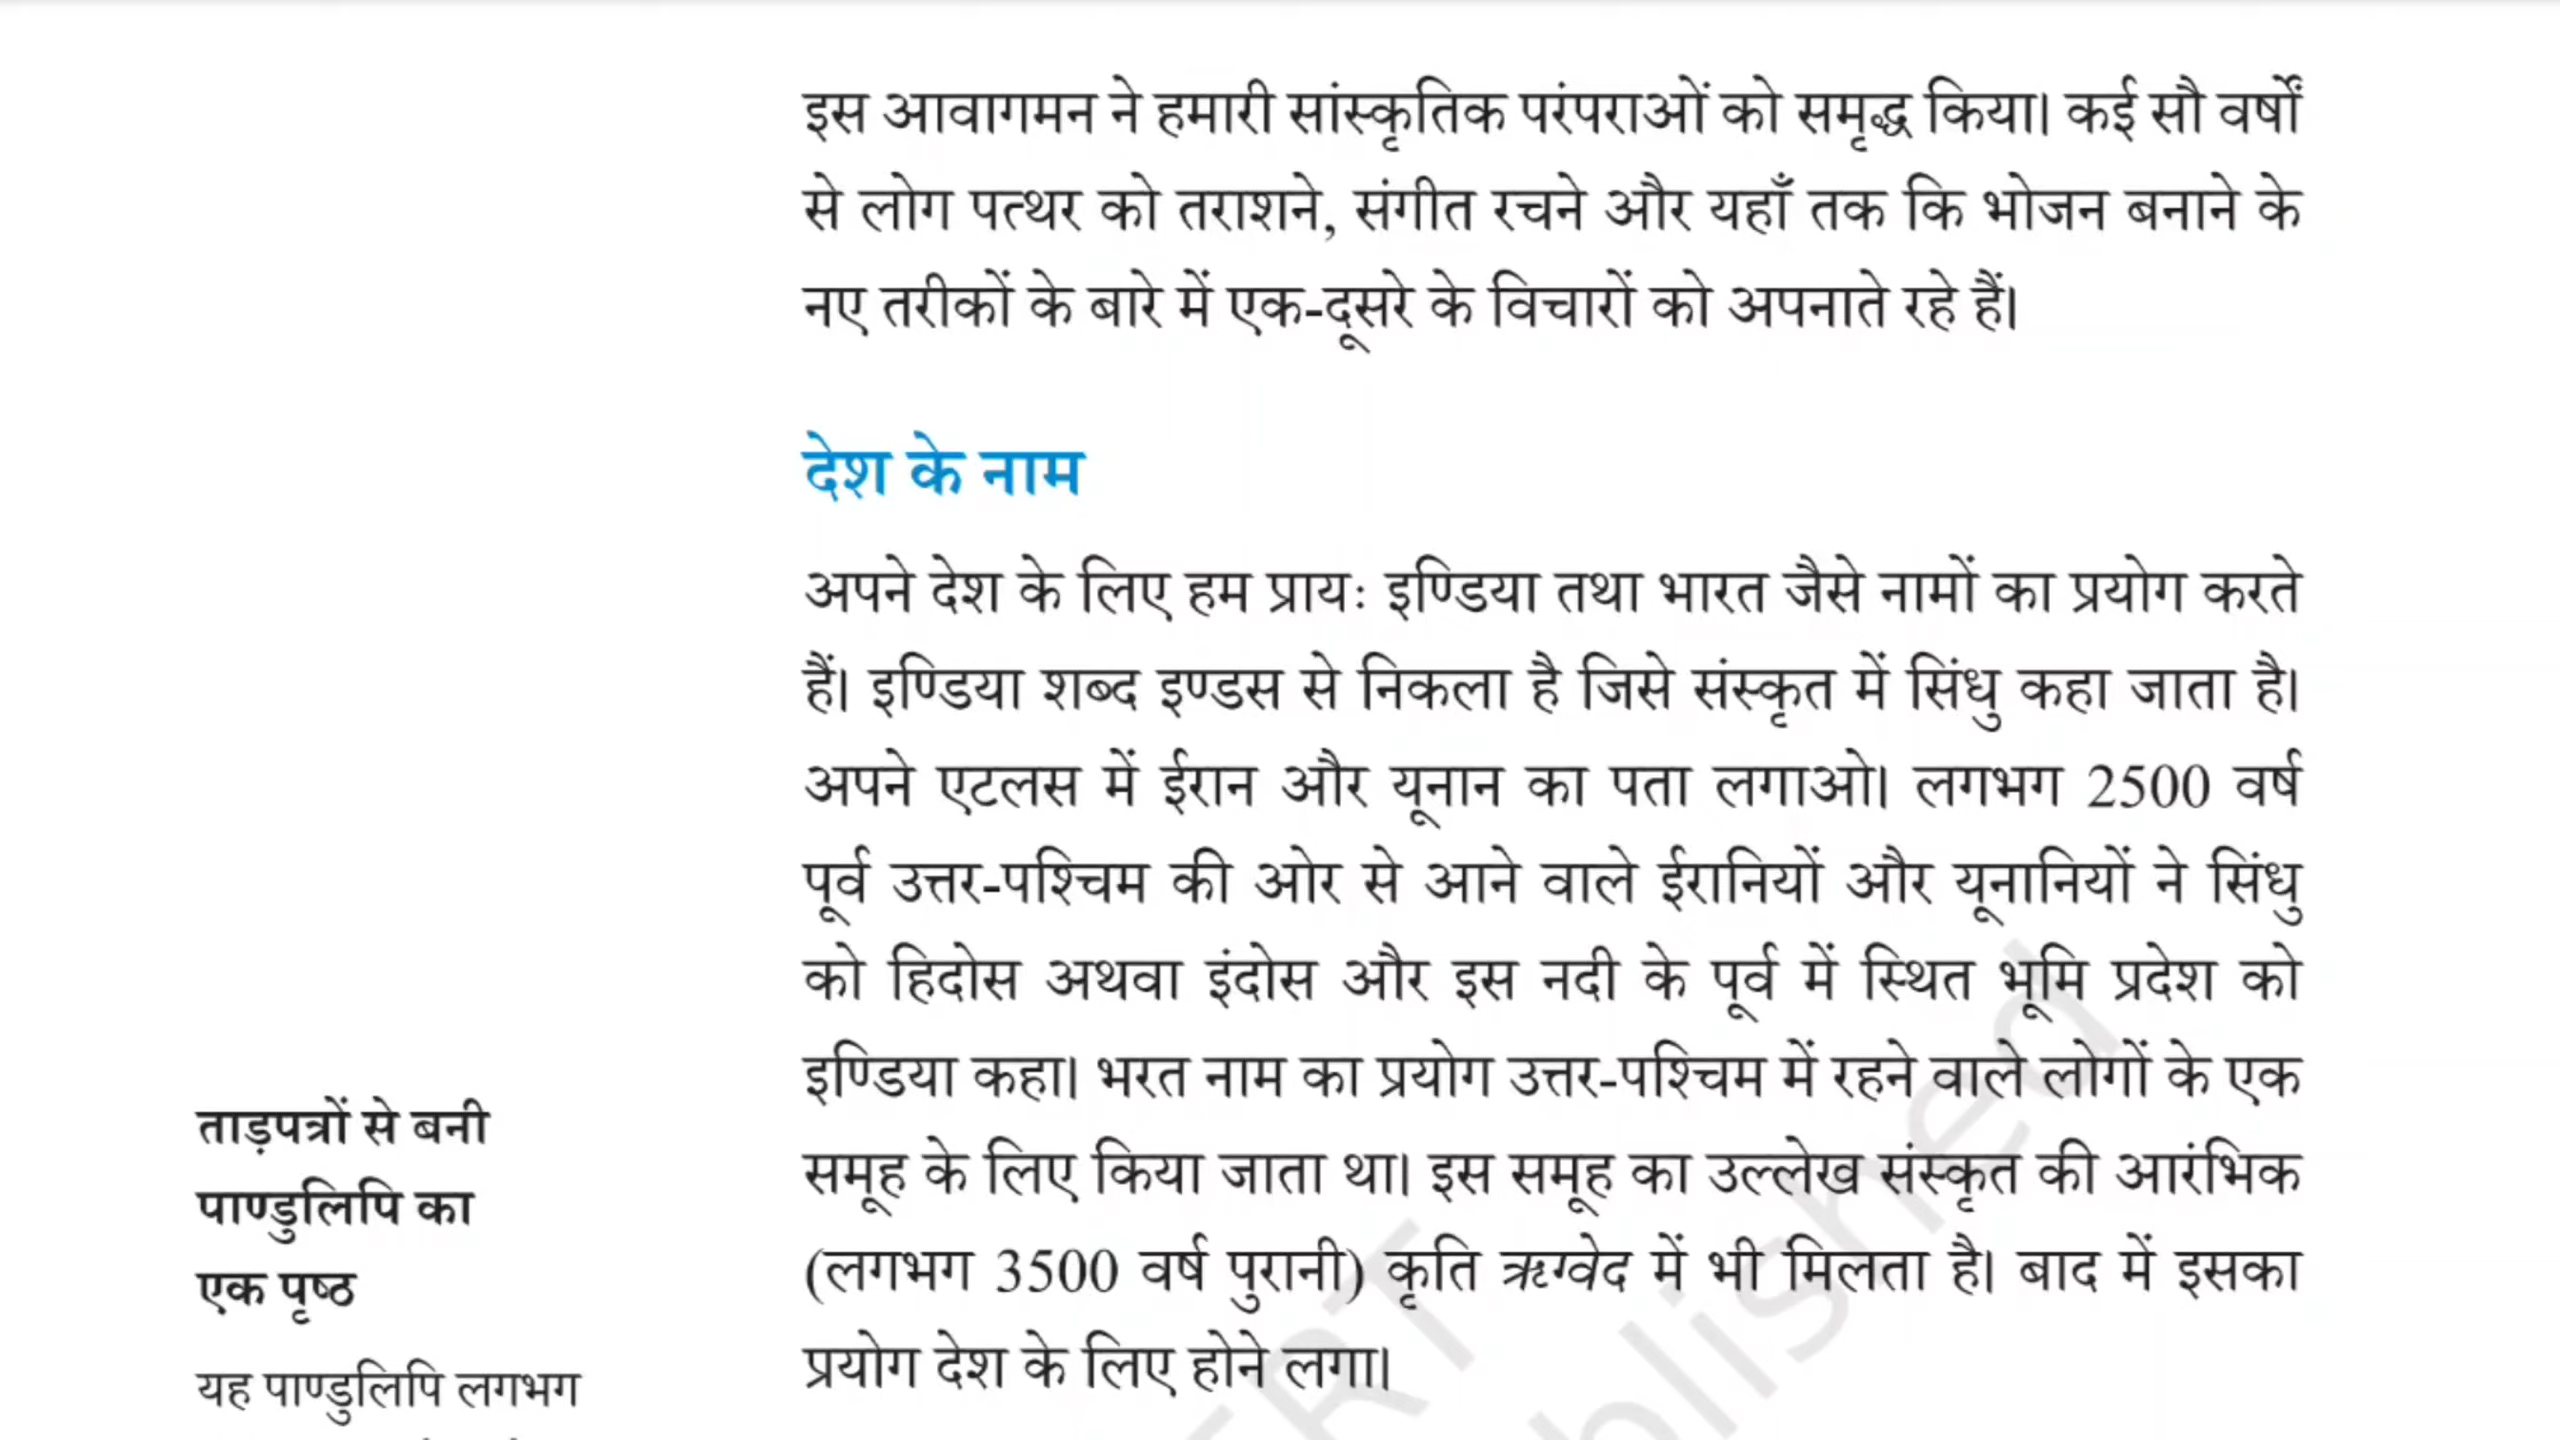 इस आवागमन ने हमारी सांस्कृतिक परंपराओं को समृद्ध किया। कई सौ वर्षों
से लोग पत्थर को तराशने, संगीत रचने और यहाँ तक कि भोजन बनाने के
नए तरीकों के बारे में एक-दूसरे के विचारों को अपनाते रहे हैं।
देश के नाम
अपने देश के लिए हम प्रायः इण्डिया तथा भारत जैसे नामों का प्रयोग करते
हैं। इण्डिया शब्द इण्डस से निकला है जिसे संस्कृत में सिंधु कहा जाता है।
अपने एटलस में ईरान और यूनान का पता लगाओ। लगभग 2500 वर्ष
पूर्व उत्तर-पश्चिम की ओर से आने वाले ईरानियों और यूनानियों ने सिंधु
को हिदोस अथवा इंदोस और इस नदी के पूर्व में स्थित भूमि प्रदेश को
इण्डिया कहा। भरत नाम का प्रयोग उत्तर-पश्चिम में रहने वाले लोगों के एक
समूह के लिए किया जाता था। इस समूह का उल्लेख संस्कृत की आरंभिक
(लगभग 3500 वर्ष पुरानी) कृति ऋग्वेद में भी मिलता है। बाद में इसका
प्रयोग देश के लिए होने लगा।
ताड़पत्रों से बनी
पाण्डुलिपि का
एक पृष्ठ
यह पाण्डुलिपि लगभग